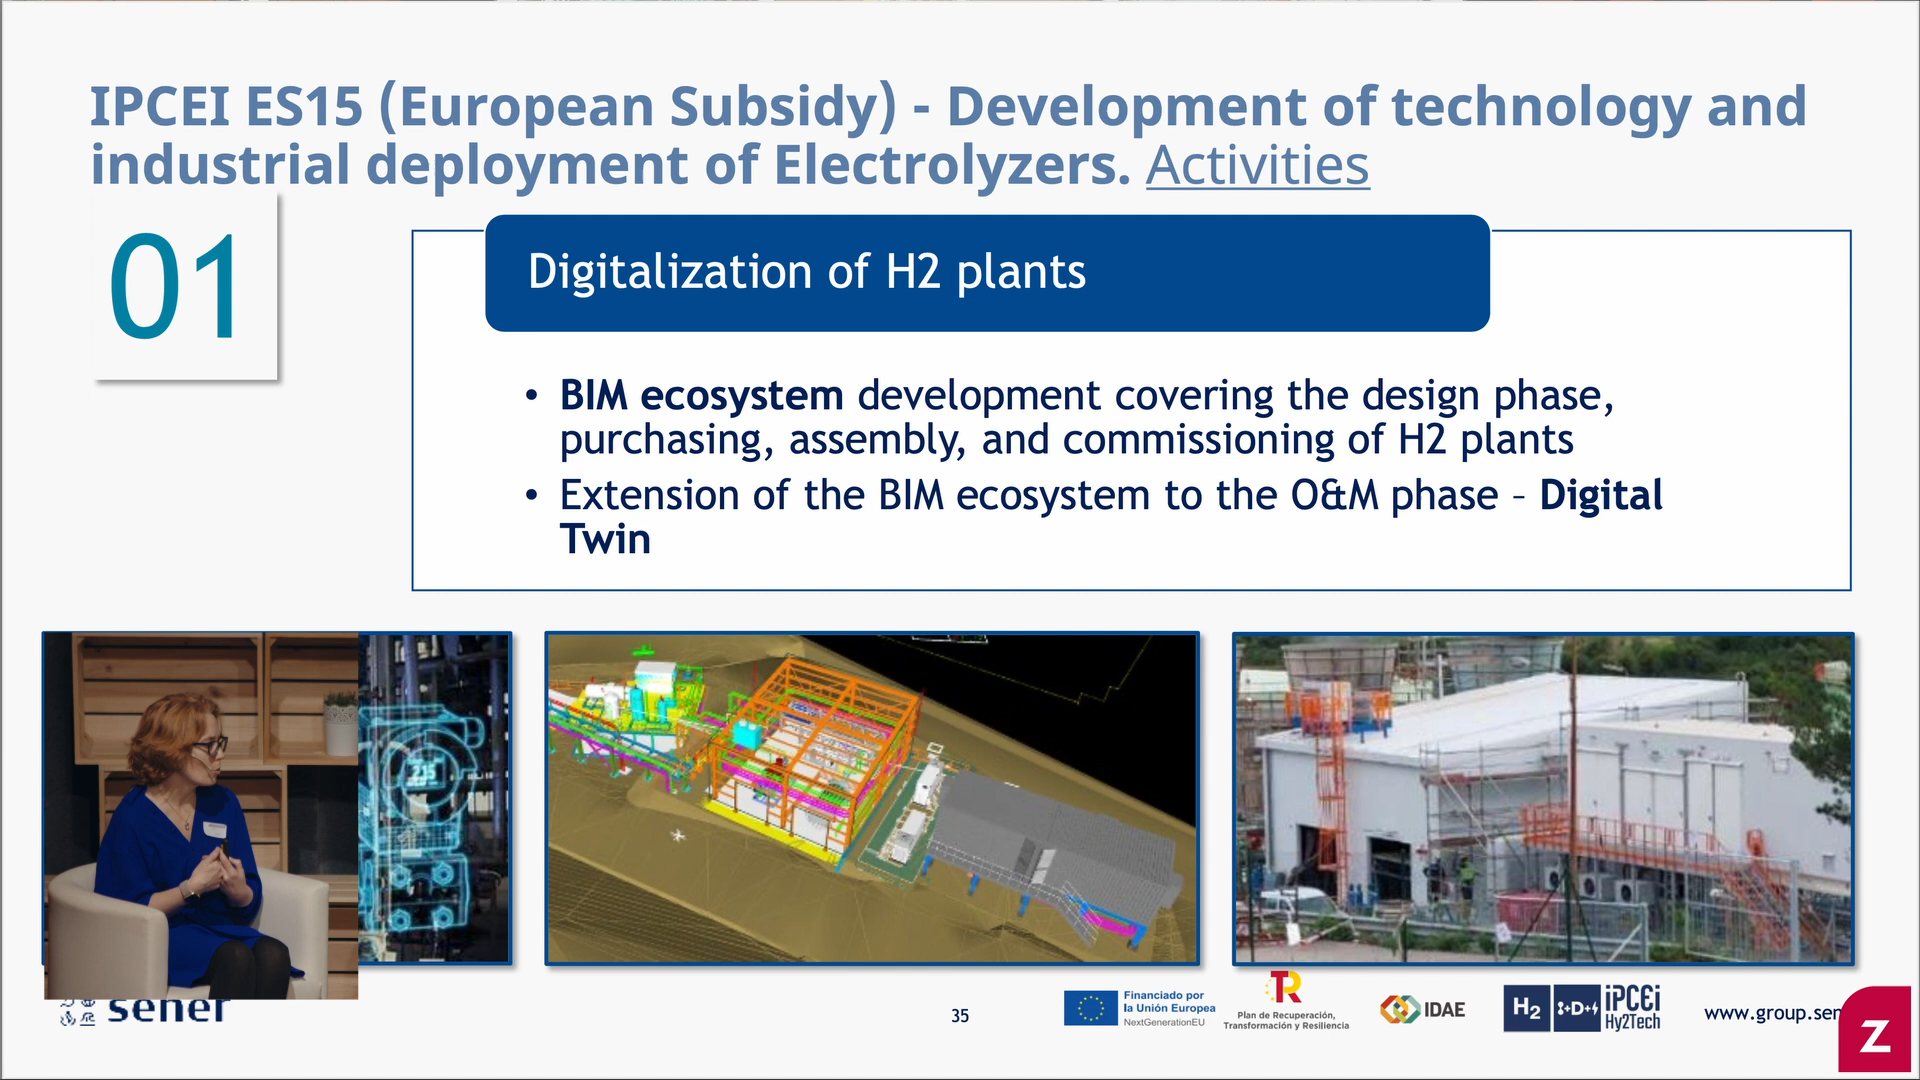 IPCEI ES15 (European Subsidy) - Development of technology and
industrial deployment of Electrolyzers. Activities
01
Digitalization of H2 plants
• BIM ecosystem development covering the design phase,
purchasing, assembly, and commissioning of H2 plants
• Extension of the BIM ecosystem to the O&M phase – Digital
Twin
2.15
sener
35
Financiado por
la Unión Europea
NextGenerationEU
Plan de Recuperación,
Transformación y Resiliencia
IDAE
H2
I+D+
iPCEi
Hy2Tech
www.group.sen
z